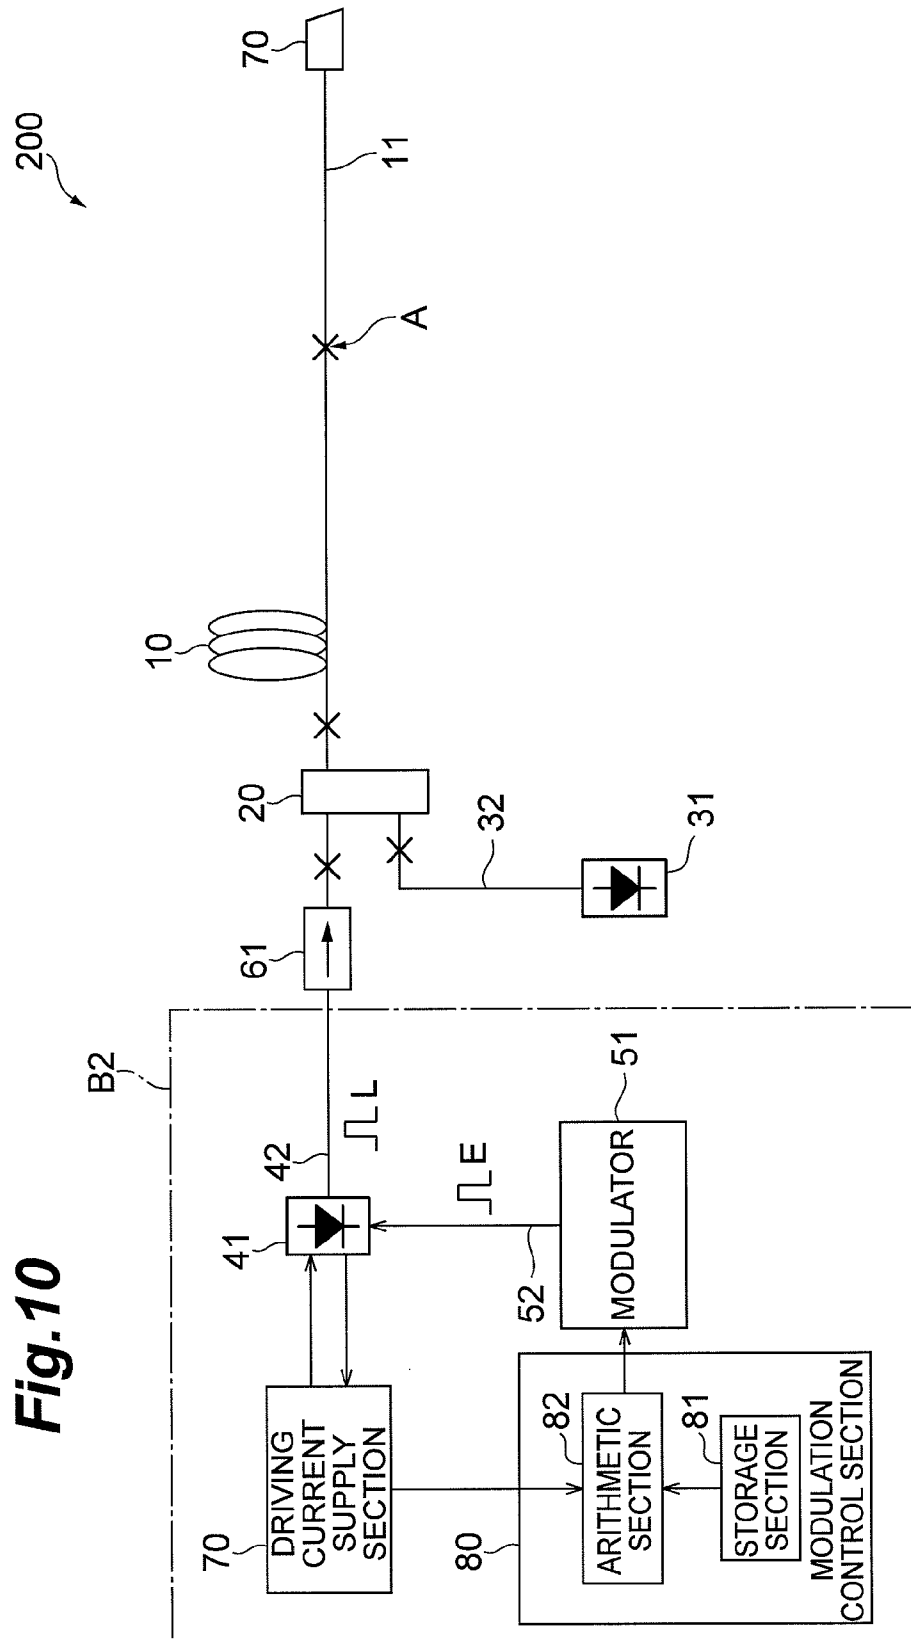 Fig.10
200
B2
70
DRIVING
CURRENT
SUPPLY
SECTION
41
42
L
61
20
10
A
11
70
E
52
32
31
80
82
ARITHMETIC
SECTION
81
STORAGE
SECTION
MODULATION
CONTROL SECTION
MODULATOR
51